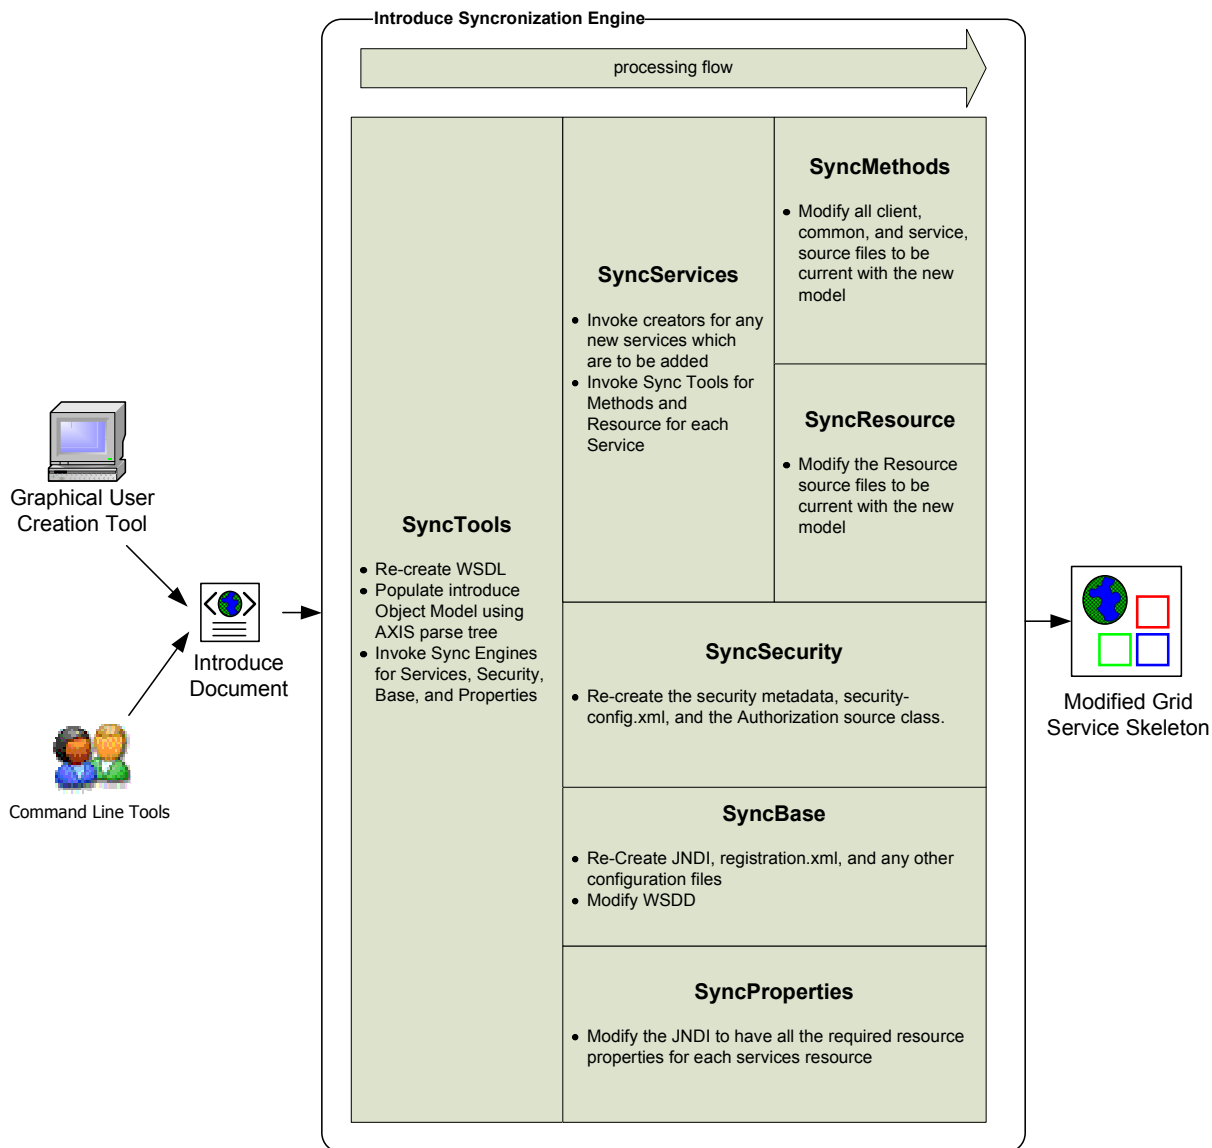 Introduce Syncronization Engine
processing flow
Graphical User
Creation Tool
Introduce
Document
Command Line Tools
SyncTools
• Re-create WSDL
• Populate introduce
Object Model using
AXIS parse tree
• Invoke Sync Engines
for Services, Security,
Base, and Properties
SyncServices
• Invoke creators for any
new services which
are to be added
• Invoke Sync Tools for
Methods and
Resource for each
Service
SyncMethods
• Modify all client,
common, and service,
source files to be
current with the new
model
SyncResource
• Modify the Resource
source files to be
current with the new
model
SyncSecurity
• Re-create the security metadata, security-
config.xml, and the Authorization source class.
SyncBase
• Re-Create JNDI, registration.xml, and any other
configuration files
• Modify WSDD
SyncProperties
• Modify the JNDI to have all the required resource
properties for each services resource
Modified Grid
Service Skeleton